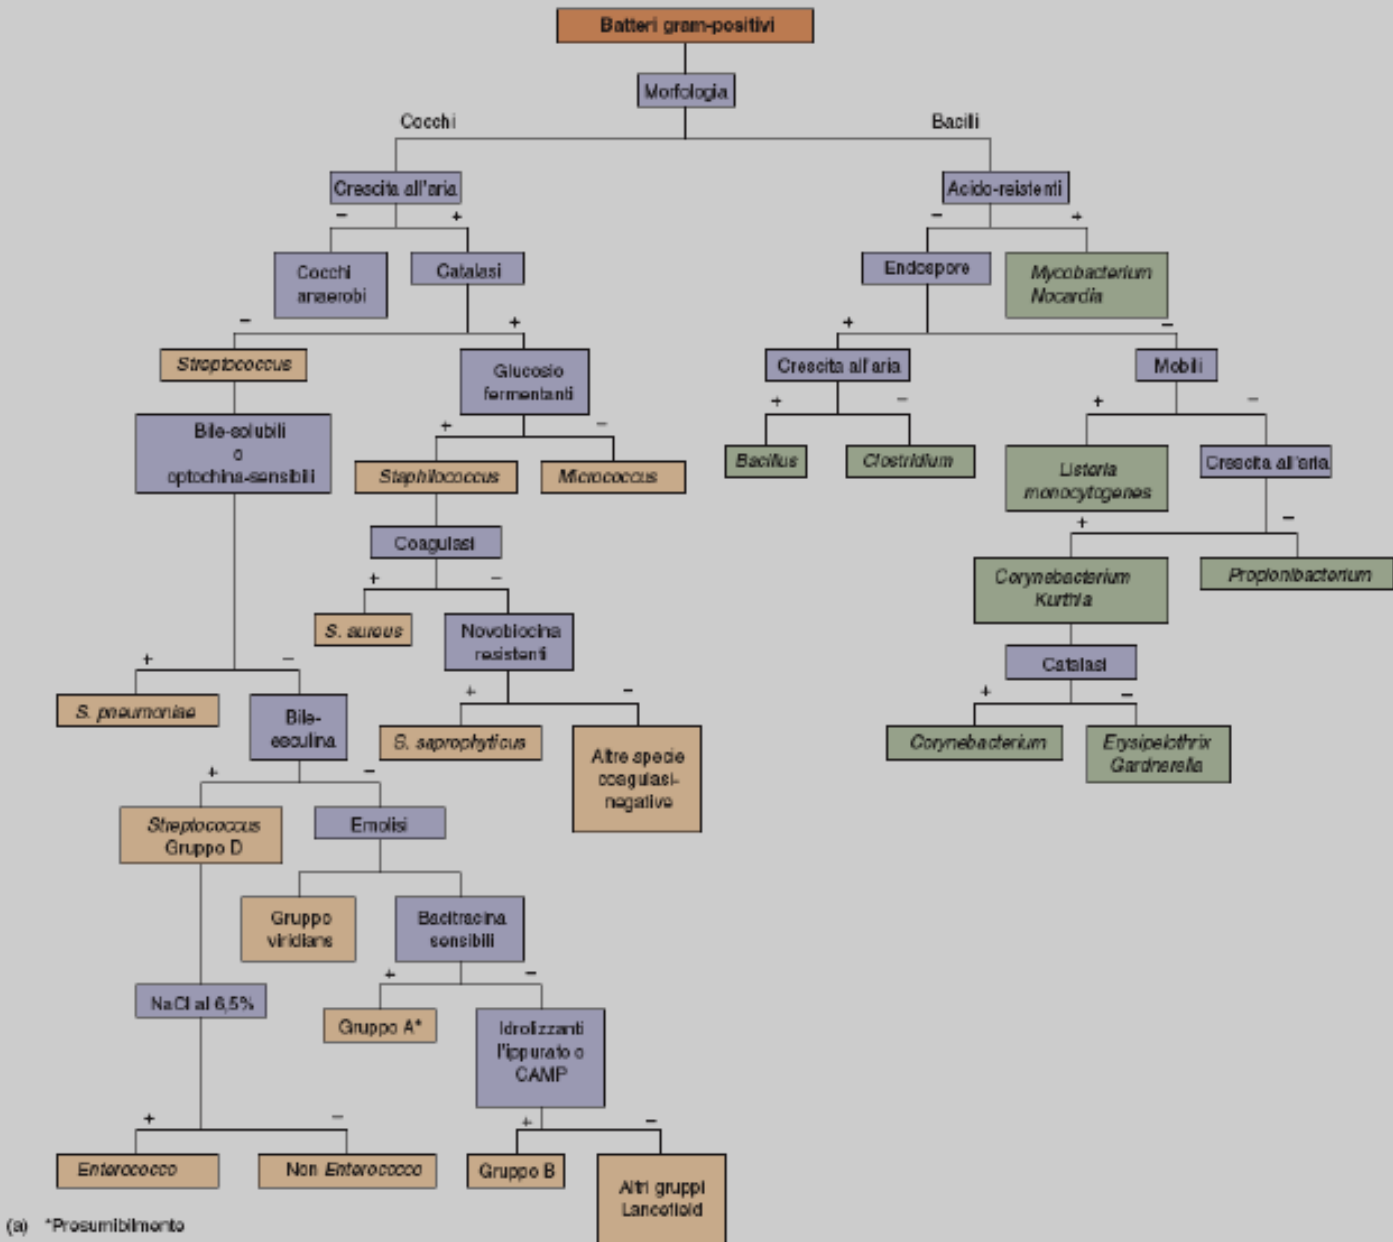 Batteri gram-positivi
Morfologia
Cocchi
Bacilli
Crescita all'aria
Acido-reistenti
−
+
−
+
Cocchi
anaerobi
Catalasi
Endospore
Mycobacterium
Nocardia
−
+
+
−
Streptococcus
Glucosio
fermentanti
Crescita all'aria
Mobili
Bile-solubili
o
optochina-sensibili
+
−
+
−
+
−
Staphilococcus
Micrococcus
Bacillus
Clostridium
Listeria
monocytogenes
Crescita all'aria
Coagulasi
+
−
+
−
Corynebacterium
Kurthia
Propionibacterium
S. aureus
Novobiocina
resistenti
Catalasi
+
−
+
−
+
−
S. pneumoniae
Bile-
esculina
S. saprophyticus
Altre specie
coagulasi-
negative
Corynebacterium
Erysipelothrix
Gardnerella
+
−
Streptococcus
Gruppo D
Emolisi
Gruppo
viridians
Bacitracina
sensibili
+
−
NaCl al 6,5%
Gruppo A*
Idrolizzanti
l'ippurato o
CAMP
+
−
+
−
Enterococco
Non Enterococco
Gruppo B
Altri gruppi
Lancefield
(a) *Presumibilmente